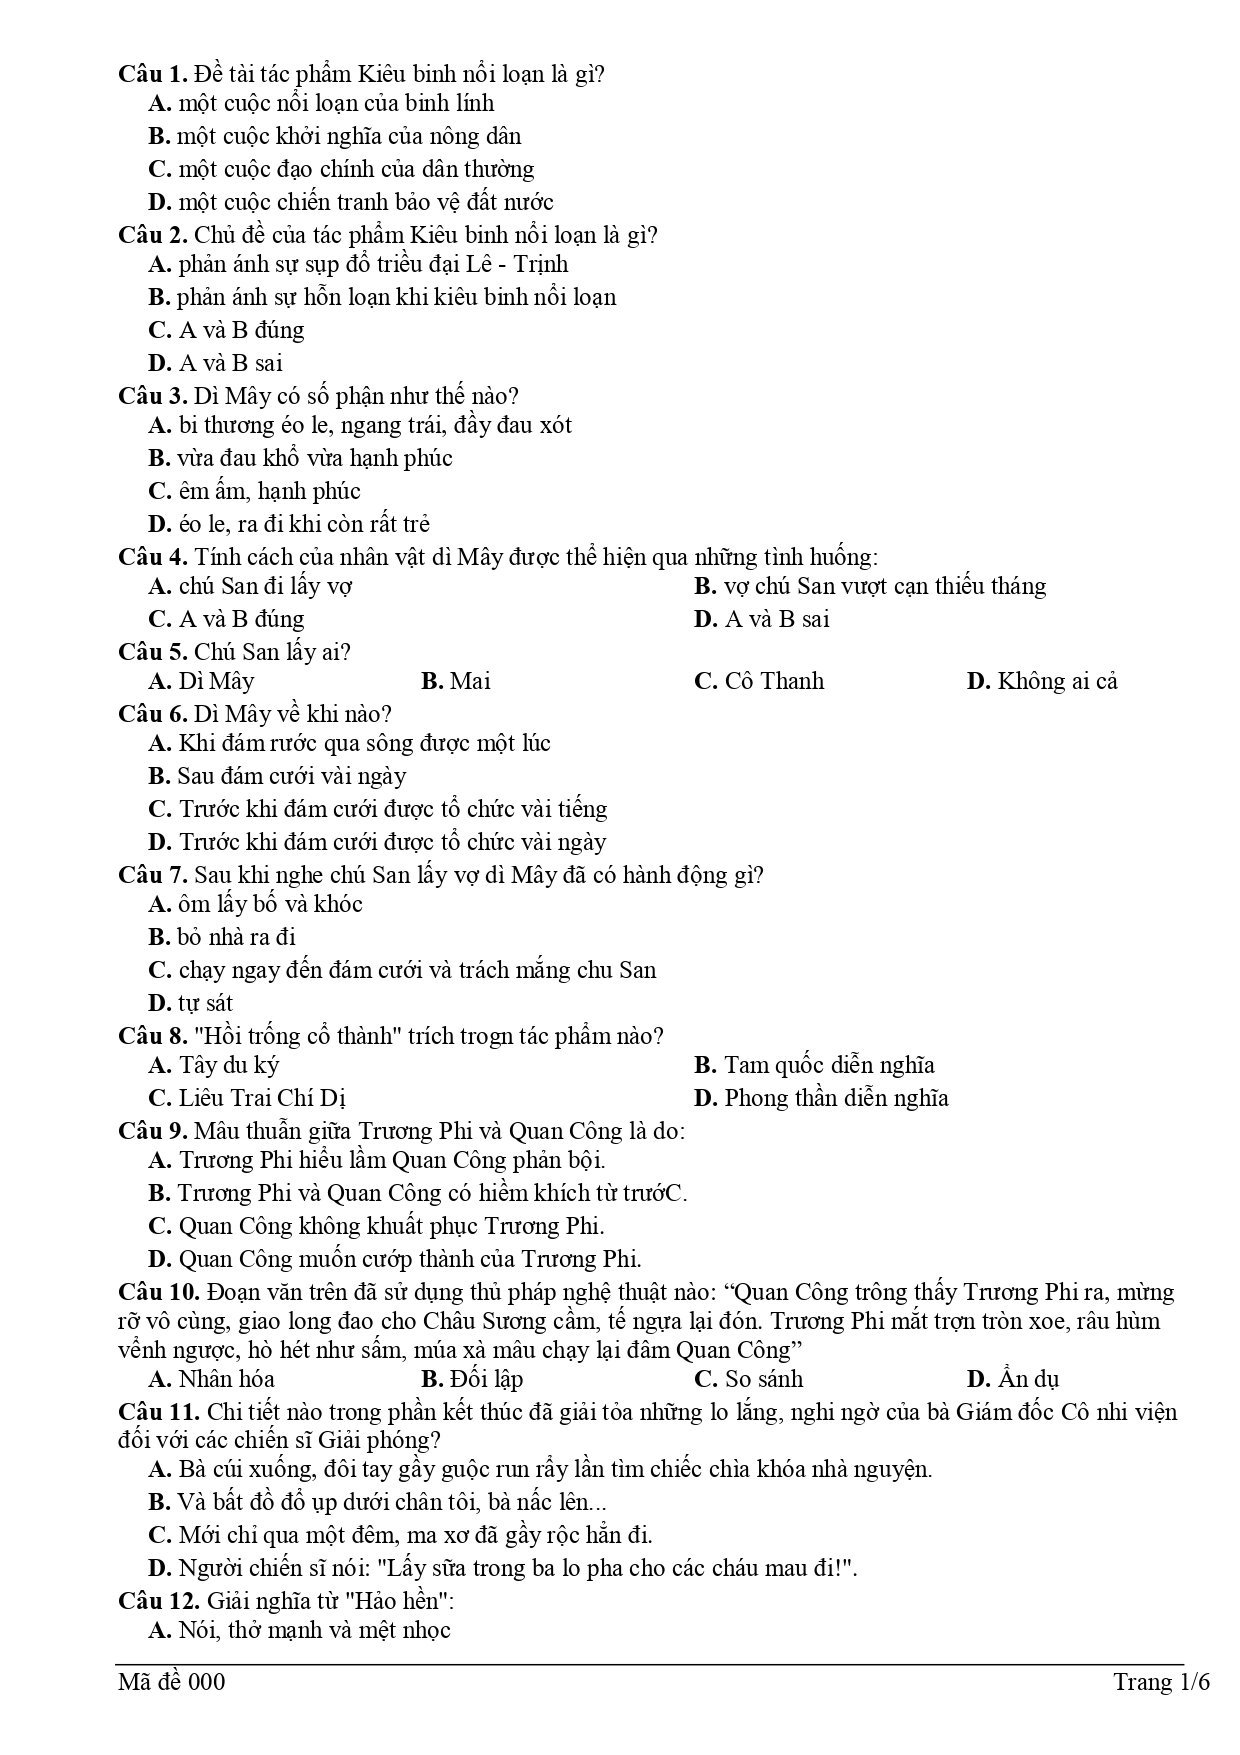 Câu 1. Đề tài tác phẩm Kiêu binh nổi loạn là gì?
A. một cuộc nổi loạn của binh lính
B. một cuộc khởi nghĩa của nông dân
C. một cuộc đạo chính của dân thường
D. một cuộc chiến tranh bảo vệ đất nước
Câu 2. Chủ đề của tác phẩm Kiêu binh nổi loạn là gì?
A. phản ánh sự sụp đổ triều đại Lê - Trịnh
B. phản ánh sự hỗn loạn khi kiêu binh nổi loạn
C. A và B đúng
D. A và B sai
Câu 3. Dì Mây có số phận như thế nào?
A. bi thương éo le, ngang trái, đầy đau xót
B. vừa đau khổ vừa hạnh phúc
C. êm ấm, hạnh phúc
D. éo le, ra đi khi còn rất trẻ
Câu 4. Tính cách của nhân vật dì Mây được thể hiện qua những tình huống:
A. chú San đi lấy vợ B. vợ chú San vượt cạn thiếu tháng
C. A và B đúng D. A và B sai
Câu 5. Chú San lấy ai?
A. Dì Mây B. Mai C. Cô Thanh D. Không ai cả
Câu 6. Dì Mây về khi nào?
A. Khi đám rước qua sông được một lúc
B. Sau đám cưới vài ngày
C. Trước khi đám cưới được tổ chức vài tiếng
D. Trước khi đám cưới được tổ chức vài ngày
Câu 7. Sau khi nghe chú San lấy vợ dì Mây đã có hành động gì?
A. ôm lấy bố và khóc
B. bỏ nhà ra đi
C. chạy ngay đến đám cưới và trách mắng chu San
D. tự sát
Câu 8. "Hồi trống cổ thành" trích trogn tác phẩm nào?
A. Tây du ký B. Tam quốc diễn nghĩa
C. Liêu Trai Chí Dị D. Phong thần diễn nghĩa
Câu 9. Mâu thuẫn giữa Trương Phi và Quan Công là do:
A. Trương Phi hiểu lầm Quan Công phản bội.
B. Trương Phi và Quan Công có hiềm khích từ trướC.
C. Quan Công không khuất phục Trương Phi.
D. Quan Công muốn cướp thành của Trương Phi.
Câu 10. Đoạn văn trên đã sử dụng thủ pháp nghệ thuật nào: “Quan Công trông thấy Trương Phi ra, mừng
rỡ vô cùng, giao long đao cho Châu Sương cầm, tế ngựa lại đón. Trương Phi mắt trợn tròn xoe, râu hùm
vểnh ngược, hò hét như sấm, múa xà mâu chạy lại đâm Quan Công”
A. Nhân hóa B. Đối lập C. So sánh D. Ẩn dụ
Câu 11. Chi tiết nào trong phần kết thúc đã giải tỏa những lo lắng, nghi ngờ của bà Giám đốc Cô nhi viện
đối với các chiến sĩ Giải phóng?
A. Bà cúi xuống, đôi tay gầy guộc run rẩy lần tìm chiếc chìa khóa nhà nguyện.
B. Và bất đồ đổ ụp dưới chân tôi, bà nấc lên...
C. Mới chỉ qua một đêm, ma xơ đã gầy rộc hẳn đi.
D. Người chiến sĩ nói: "Lấy sữa trong ba lo pha cho các cháu mau đi!".
Câu 12. Giải nghĩa từ "Hảo hền":
A. Nói, thở mạnh và mệt nhọc
Mã đề 000 Trang 1/6